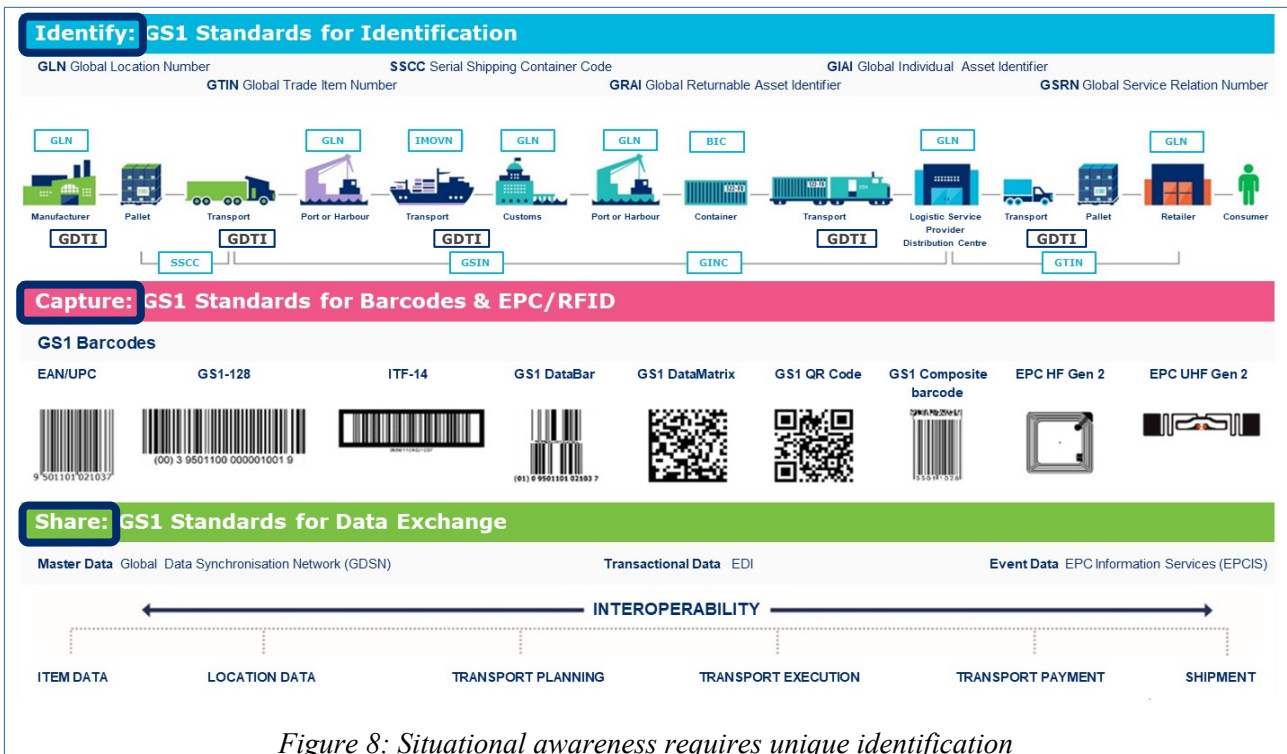 Identify: GS1 Standards for Identification
GLN Global Location Number
SSCC Serial Shipping Container Code
GIAI Global Individual Asset Identifier
GTIN Global Trade Item Number
GRAI Global Returnable Asset Identifier
GSRN Global Service Relation Number
GLN
GLN
IMOVN
GLN
GLN
BIC
GLN
GLN
Manufacturer
Pallet
Transport
Port or Harbour
Transport
Customs
Port or Harbour
Container
Transport
Logistic Service
Provider
Distribution Centre
Transport
Pallet
Retailer
Consumer
GDTI
GDTI
GDTI
GDTI
GDTI
SSCC
GSIN
GINC
GTIN
Capture: GS1 Standards for Barcodes & EPC/RFID
GS1 Barcodes
EAN/UPC
GS1-128
ITF-14
GS1 DataBar
GS1 DataMatrix
GS1 QR Code
GS1 Composite
barcode
EPC HF Gen 2
EPC UHF Gen 2
9 501101 021037
(00) 3 9501100 000001001 9
(01) 0 9501101 02103 7
Share: GS1 Standards for Data Exchange
Master Data Global Data Synchronisation Network (GDSN)
Transactional Data EDI
Event Data EPC Information Services (EPCIS)
INTEROPERABILITY
ITEM DATA
LOCATION DATA
TRANSPORT PLANNING
TRANSPORT EXECUTION
TRANSPORT PAYMENT
SHIPMENT
Figure 8: Situational awareness requires unique identification